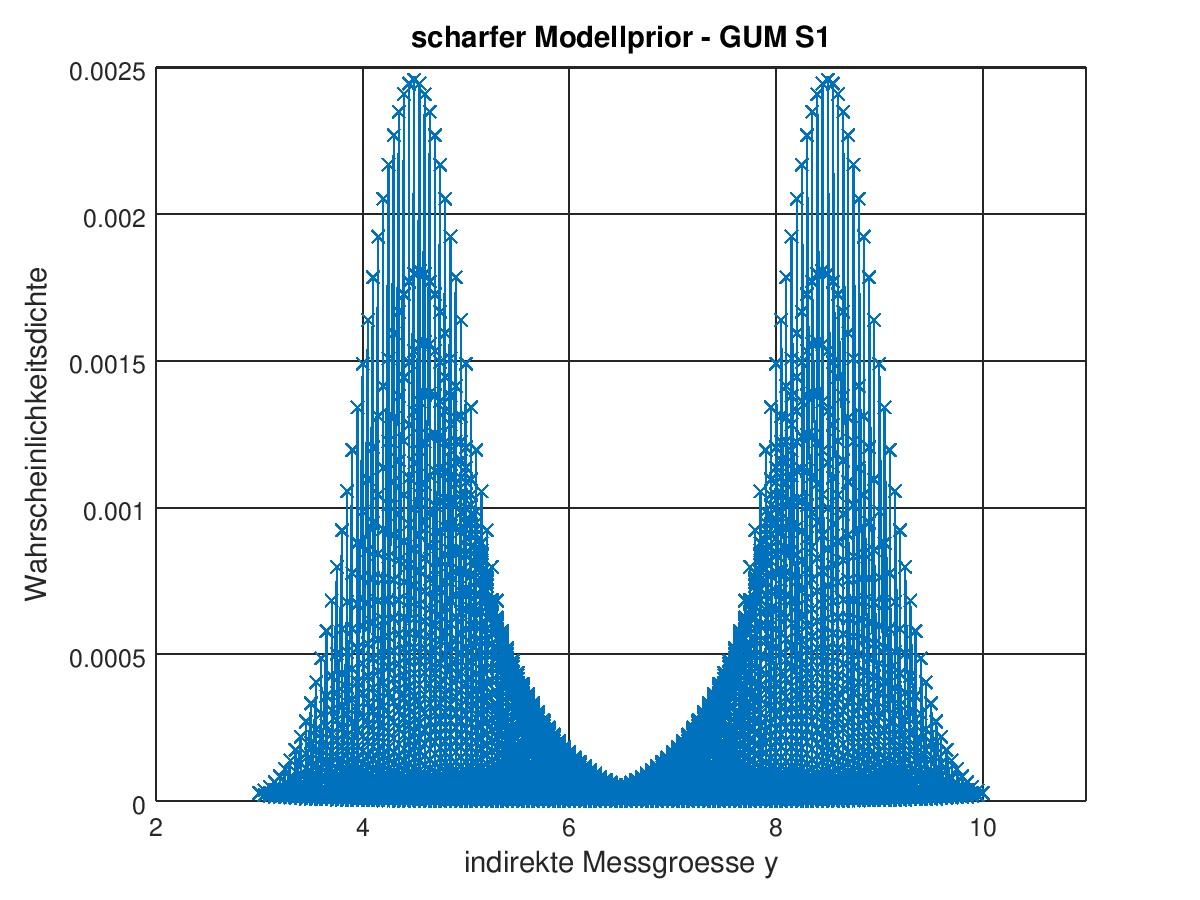 scharfer Modellprior - GUM S1
0.0025
0.002
0.0015
0.001
0.0005
0
2 4 6 8 10
Wahrscheinlichkeitsdichte
indirekte Messgroesse y